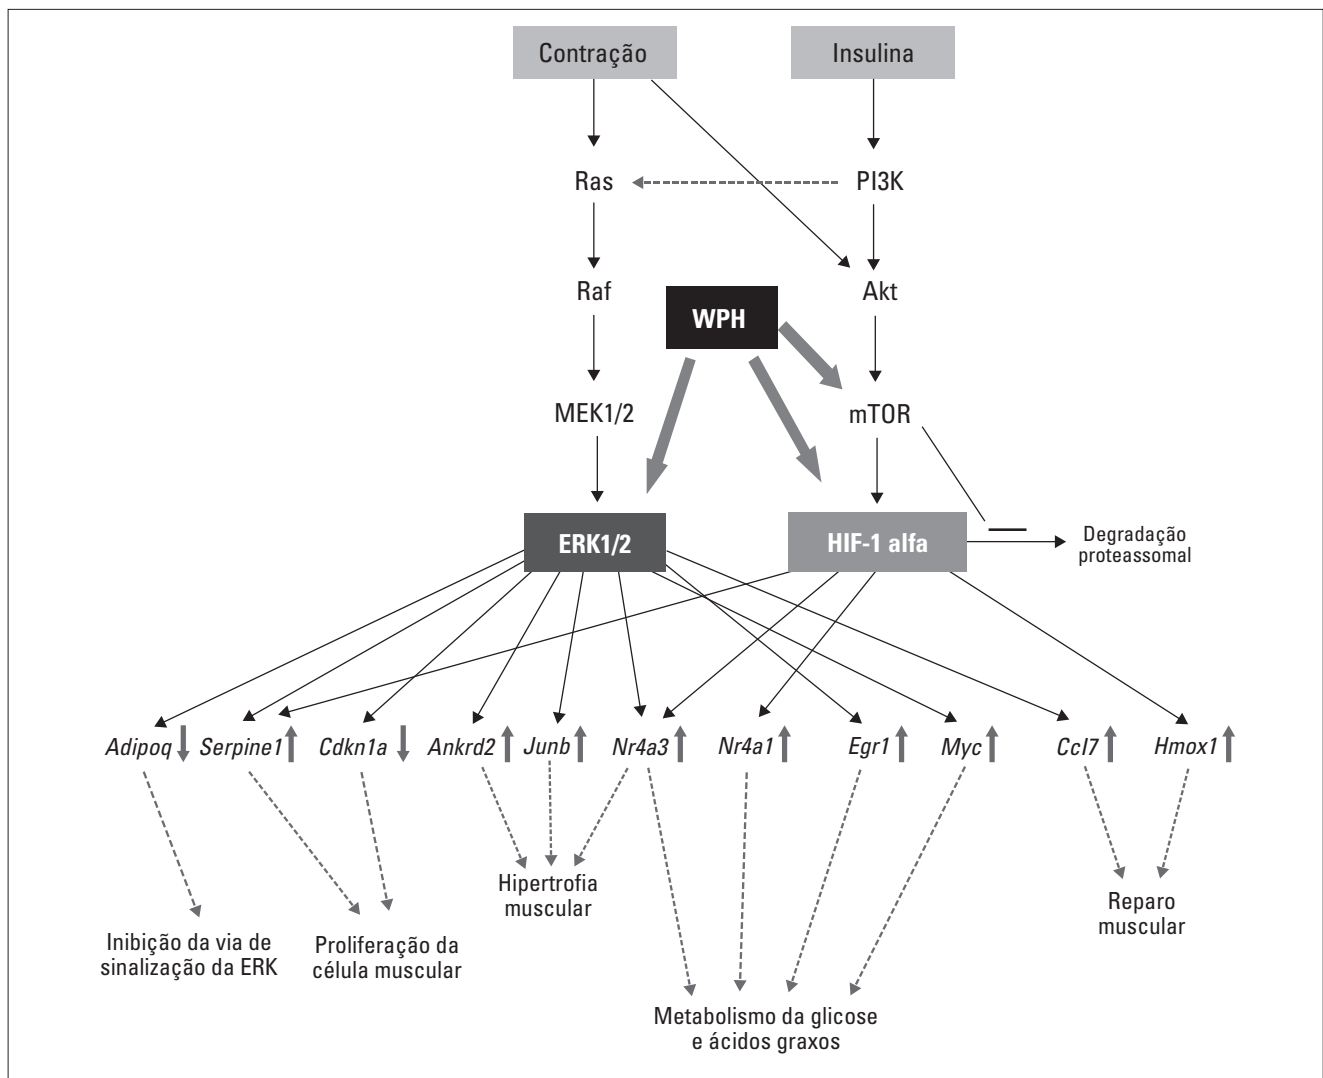 Contração
Insulina
Ras
PI3K
Raf
WPH
Akt
MEK1/2
mTOR
ERK1/2
HIF-1 alfa
Degradação
proteassomal
Adipoq
Serpine1
Cdkn1a
Ankrd2
Junb
Nr4a3
Nr4a1
Egr1
Myc
Ccl7
Hmox1
Inibição da via de
sinalização da ERK
Proliferação da
célula muscular
Hipertrofia
muscular
Metabolismo da glicose
e ácidos graxos
Reparo
muscular